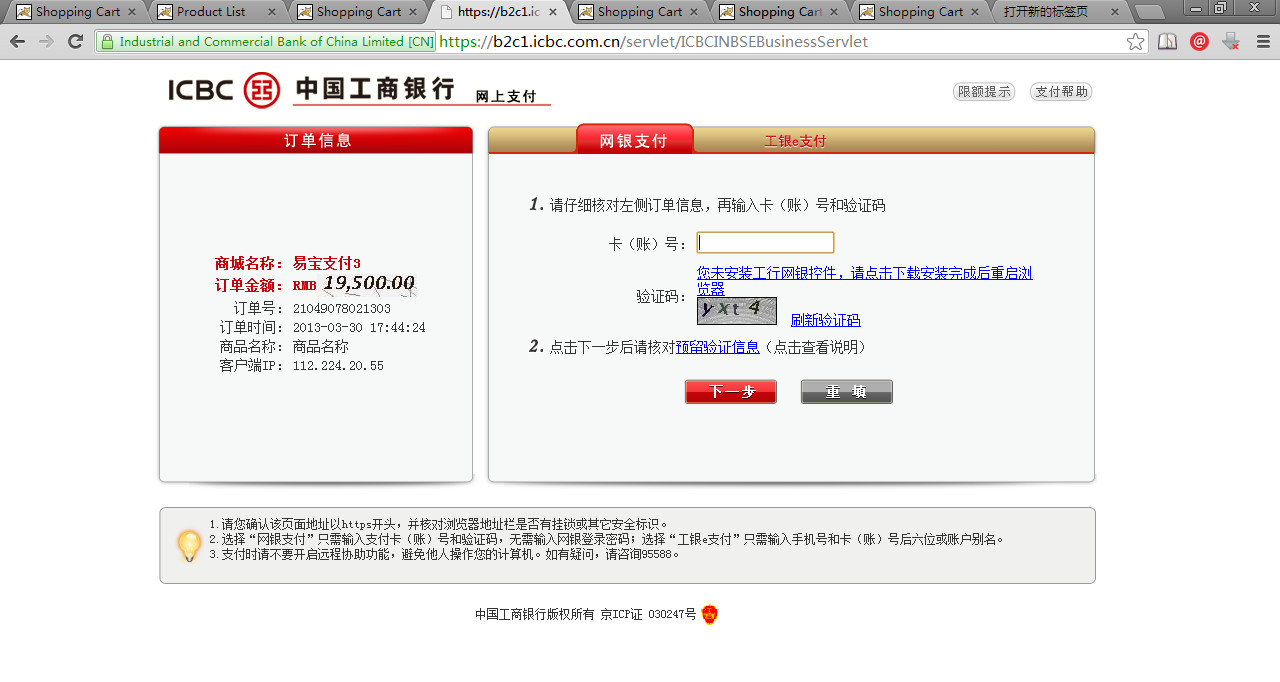 Shopping Cart
Product List
Shopping Cart
https://b2c1.ic
Shopping Cart
Shopping Cart
Shopping Cart
打开新的标签页
Industrial and Commercial Bank of China Limited [CN]
https://b2c1.icbc.com.cn/servlet/ICBCINBSEBusinessServlet
ICBC 中国工商银行 网上支付
限额提示
支付帮助
订单信息
商城名称: 易宝支付3
订单金额: RMB 19,500.00
订单号: 21049078021303
订单时间: 2013-03-30 17:44:24
商品名称: 商品名称
客户端IP: 112.224.20.55
网银支付
工银e支付
1. 请仔细核对左侧订单信息，再输入卡（账）号和验证码
卡（账）号:
您未安装工行网银控件，请点击下载安装完成后重启浏
览器
验证码:
yxt4
刷新验证码
2. 点击下一步后请核对预留验证信息（点击查看说明）
下一步
重 填
1.请您确认该页面地址以https开头，并核对浏览器地址栏是否有挂锁或其它安全标识。
2.选择“网银支付”只需输入支付卡（账）号和验证码，无需输入网银登录密码；选择“工银e支付”只需输入手机号和卡（账）号后六位或账户别名。
3.支付时请不要开启远程协助功能，避免他人操作您的计算机。如有疑问，请咨询95588。
中国工商银行版权所有 京ICP证 030247号